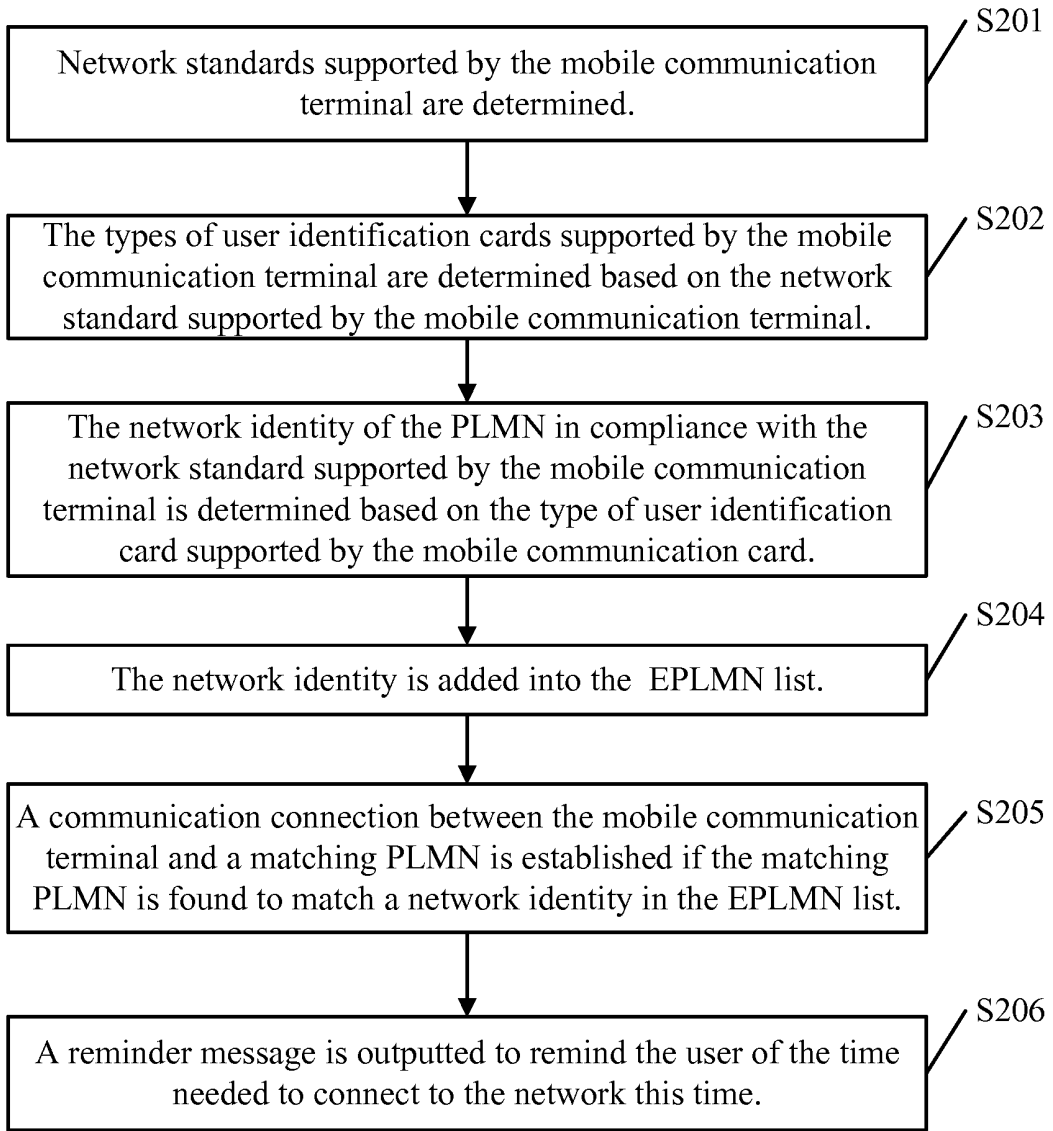 S201
Network standards supported by the mobile communication
terminal are determined.
S202
The types of user identification cards supported by the mobile
communication terminal are determined based on the network
standard supported by the mobile communication terminal.
S203
The network identity of the PLMN in compliance with the
network standard supported by the mobile communication
terminal is determined based on the type of user identification
card supported by the mobile communication card.
S204
The network identity is added into the EPLMN list.
S205
A communication connection between the mobile communication
terminal and a matching PLMN is established if the matching
PLMN is found to match a network identity in the EPLMN list.
S206
A reminder message is outputted to remind the user of the time
needed to connect to the network this time.